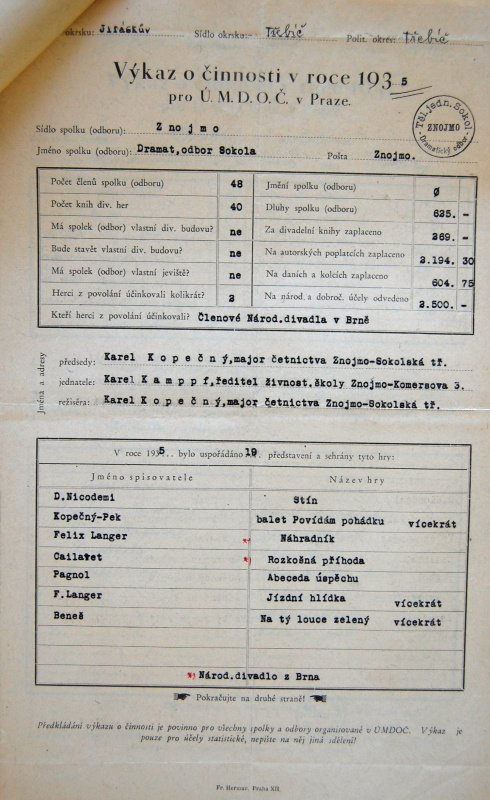 okrsku: Jiráskův Sídlo okrsku: Třebíč Polit. okres: Třebíč
Výkaz o činnosti v roce 1935
pro Ú. M. D. O. Č. v Praze.
Těl. jedn. Sokol
ZNOJMO
Dramatický odbor
Sídlo spolku (odboru): Znojmo
Jméno spolku (odboru): Dramat,odbor Sokola Pošta Znojmo.
Počet členů spolku (odboru) 48 Jmění spolku (odboru) Ø
Počet knih div. her 40 Dluhy spolku (odboru) 625. -
Má spolek (odbor) vlastní div. budovu? ne Za divadelní knihy zaplaceno 269. -
Bude stavět vlastní div. budovu? ne Na autorských poplatcích zaplaceno 2.194. 30
Má spolek (odbor) vlastní jeviště? ne Na daních a kolcích zaplaceno 604. 75
Herci z povolání účinkovali kolikrát? 2 Na národ. a dobroč. účely odvedeno 2.500. -
Kteří herci z povolání účinkovali? Členové Národ.divadla v Brně
Jména a adresy
předsedy: Karel Kopečný,major četnictva Znojmo-Sokolská tř.
jednatele: Karel Kamppf,ředitel živnost.školy Znojmo-Komersova 3.
režiséra: Karel Kopečný,major četnictva Znojmo-Sokolská tř.
V roce 1935.. bylo uspořádáno 19. představení a sehrány tyto hry:
Jméno spisovatele Název hry
D.Nicodemi Stín
Kopečný-Pek balet Povídám pohádku vícekrát
Felix Langer *) Náhradník
Cailavet *) Rozkošná příhoda
Pagnol Abeceda úspěchu
F.Langer Jízdní hlídka vícekrát
Beneš Na tý louce zelený vícekrát
*) Národ.divadlo z Brna
Pokračujte na druhé straně!
Předkládání výkazu o činnosti je povinno pro všechny spolky a odbory organisované v ÚMDOČ. Výkaz je
pouze pro účely statistické, nepište na něj jiná sdělení!
Fr. Herman, Praha XII.